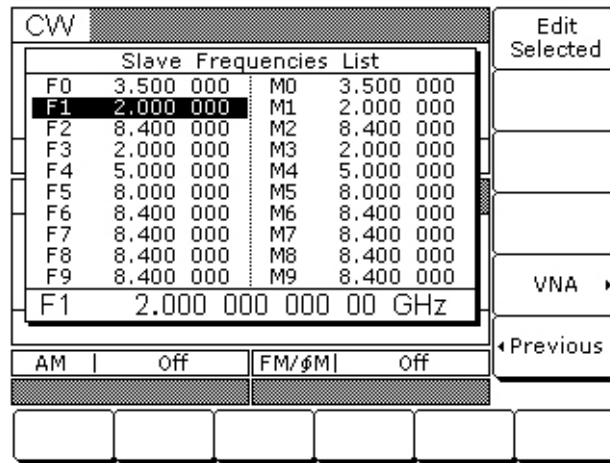 CW
Edit
Selected
Slave Frequencies List
F0 3.500 000 M0 3.500 000
F1 2.000 000 M1 2.000 000
F2 8.400 000 M2 8.400 000
F3 2.000 000 M3 2.000 000
F4 5.000 000 M4 5.000 000
F5 8.000 000 M5 8.000 000
F6 8.400 000 M6 8.400 000
F7 8.400 000 M7 8.400 000
F8 8.400 000 M8 8.400 000
F9 8.400 000 M9 8.400 000
F1 2.000 000 000 00 GHz
VNA
Previous
AM | Off FM/ϕM| Off